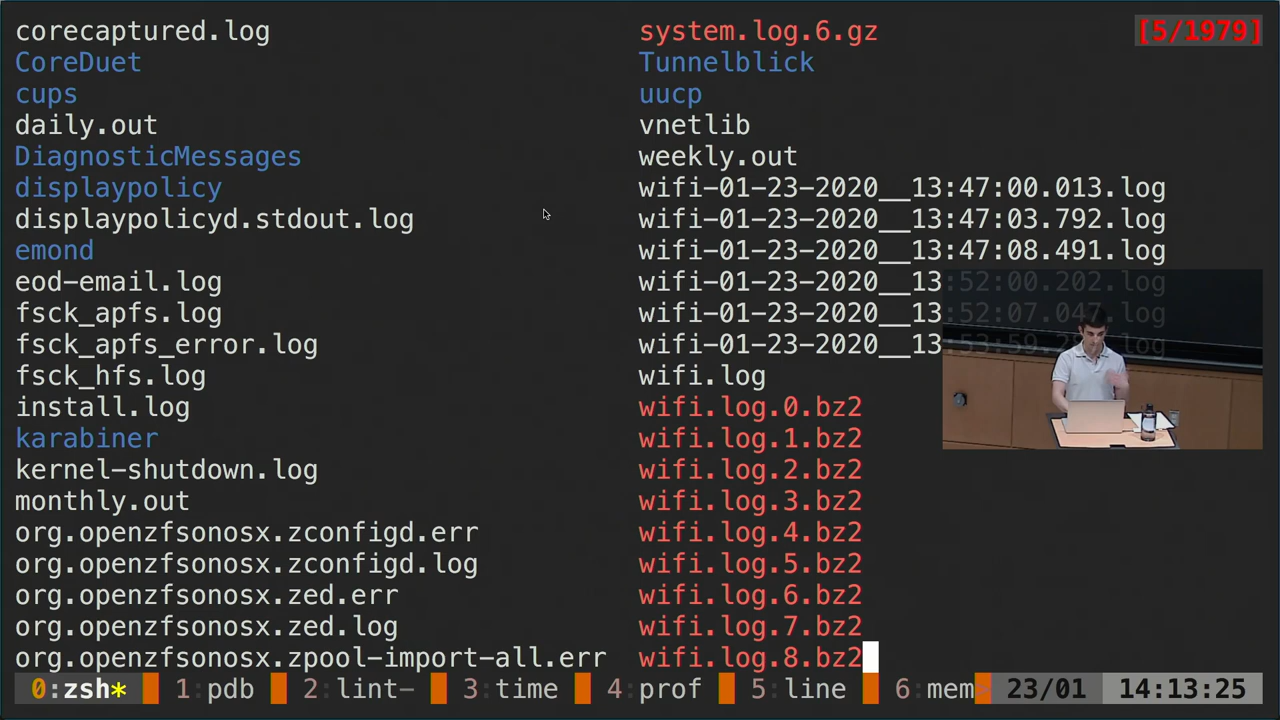 corecaptured.log
CoreDuet
cups
daily.out
DiagnosticMessages
displaypolicy
displaypolicyd.stdout.log
emond
eod-email.log
fsck_apfs.log
fsck_apfs_error.log
fsck_hfs.log
install.log
karabiner
kernel-shutdown.log
monthly.out
org.openzfsonosx.zconfigd.err
org.openzfsonosx.zconfigd.log
org.openzfsonosx.zed.err
org.openzfsonosx.zed.log
org.openzfsonosx.zpool-import-all.err
system.log.6.gz
[5/1979]
Tunnelblick
uucp
vnetlib
weekly.out
wifi-01-23-2020__13:47:00.013.log
wifi-01-23-2020__13:47:03.792.log
wifi-01-23-2020__13:47:08.491.log
wifi-01-23-2020__13:52:00.202.log
wifi-01-23-2020__13:52:07.047.log
wifi-01-23-2020__13
wifi.log
wifi.log.0.bz2
wifi.log.1.bz2
wifi.log.2.bz2
wifi.log.3.bz2
wifi.log.4.bz2
wifi.log.5.bz2
wifi.log.6.bz2
wifi.log.7.bz2
wifi.log.8.bz2
0:zsh* 1:pdb 2:lint- 3:time 4:prof 5:line 6:mem 23/01 14:13:25